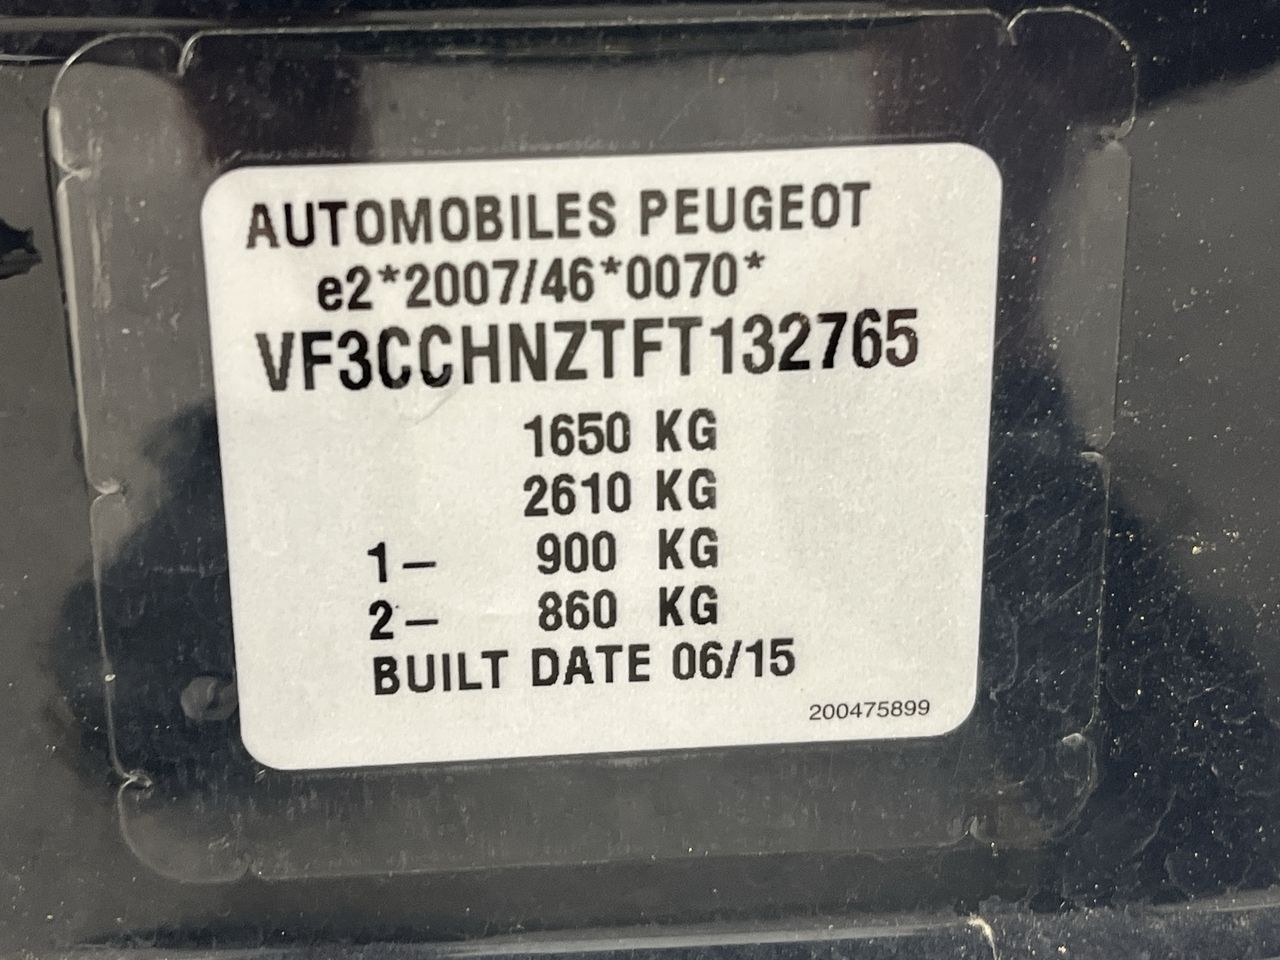 AUTOMOBILES PEUGEOT
e2*2007/46*0070*
VF3CCHNZTFT132765
1650 KG
2610 KG
1– 900 KG
2– 860 KG
BUILT DATE 06/15
200475899